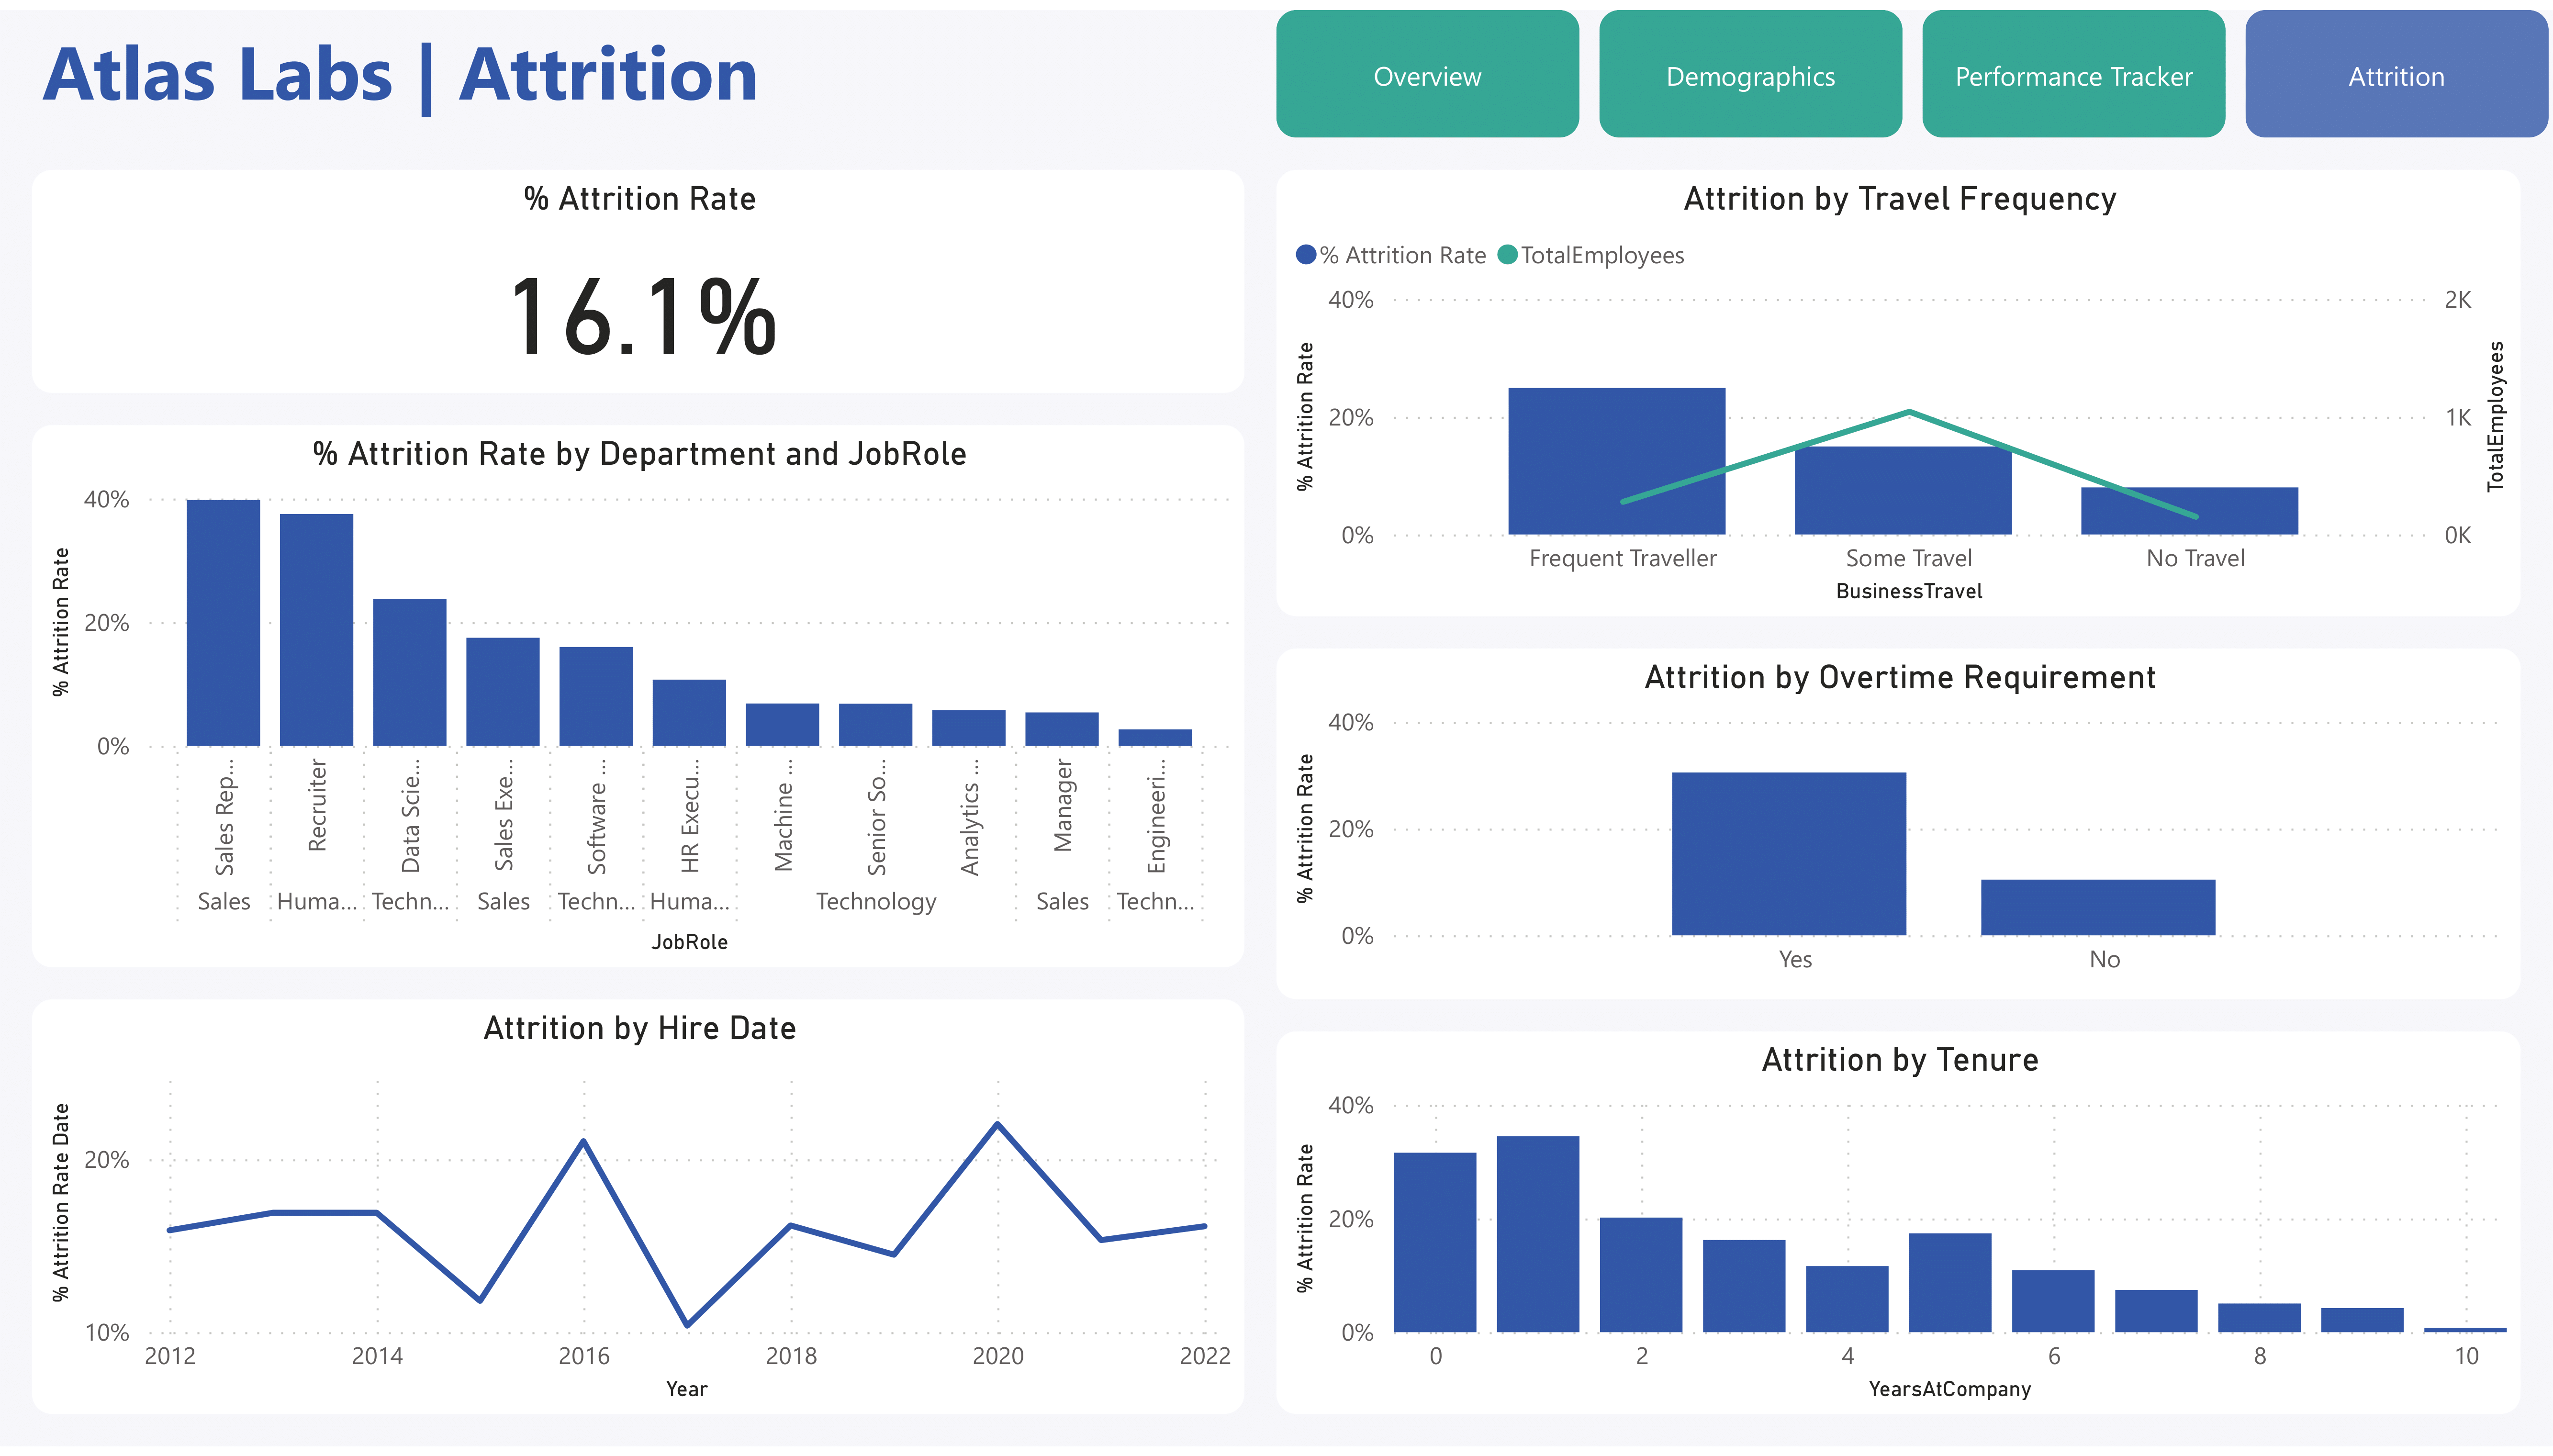 Atlas Labs | Attrition
Overview
Demographics
Performance Tracker
Attrition
% Attrition Rate
16.1%
% Attrition Rate by Department and JobRole
% Attrition Rate
40%
20%
0%
Sales Rep...
Recruiter
Data Scie...
Sales Exe...
Software ...
HR Execu...
Machine ...
Senior So...
Analytics ...
Manager
Engineeri...
Sales
Huma...
Techn...
Sales
Techn...
Huma...
Technology
Sales
Techn...
JobRole
Attrition by Hire Date
% Attrition Rate Date
20%
10%
2012
2014
2016
2018
2020
2022
Year
Attrition by Travel Frequency
% Attrition Rate
TotalEmployees
% Attrition Rate
40%
20%
0%
2K
1K
0K
TotalEmployees
Frequent Traveller
Some Travel
No Travel
BusinessTravel
Attrition by Overtime Requirement
% Attrition Rate
40%
20%
0%
Yes
No
Attrition by Tenure
% Attrition Rate
40%
20%
0%
0
2
4
6
8
10
YearsAtCompany